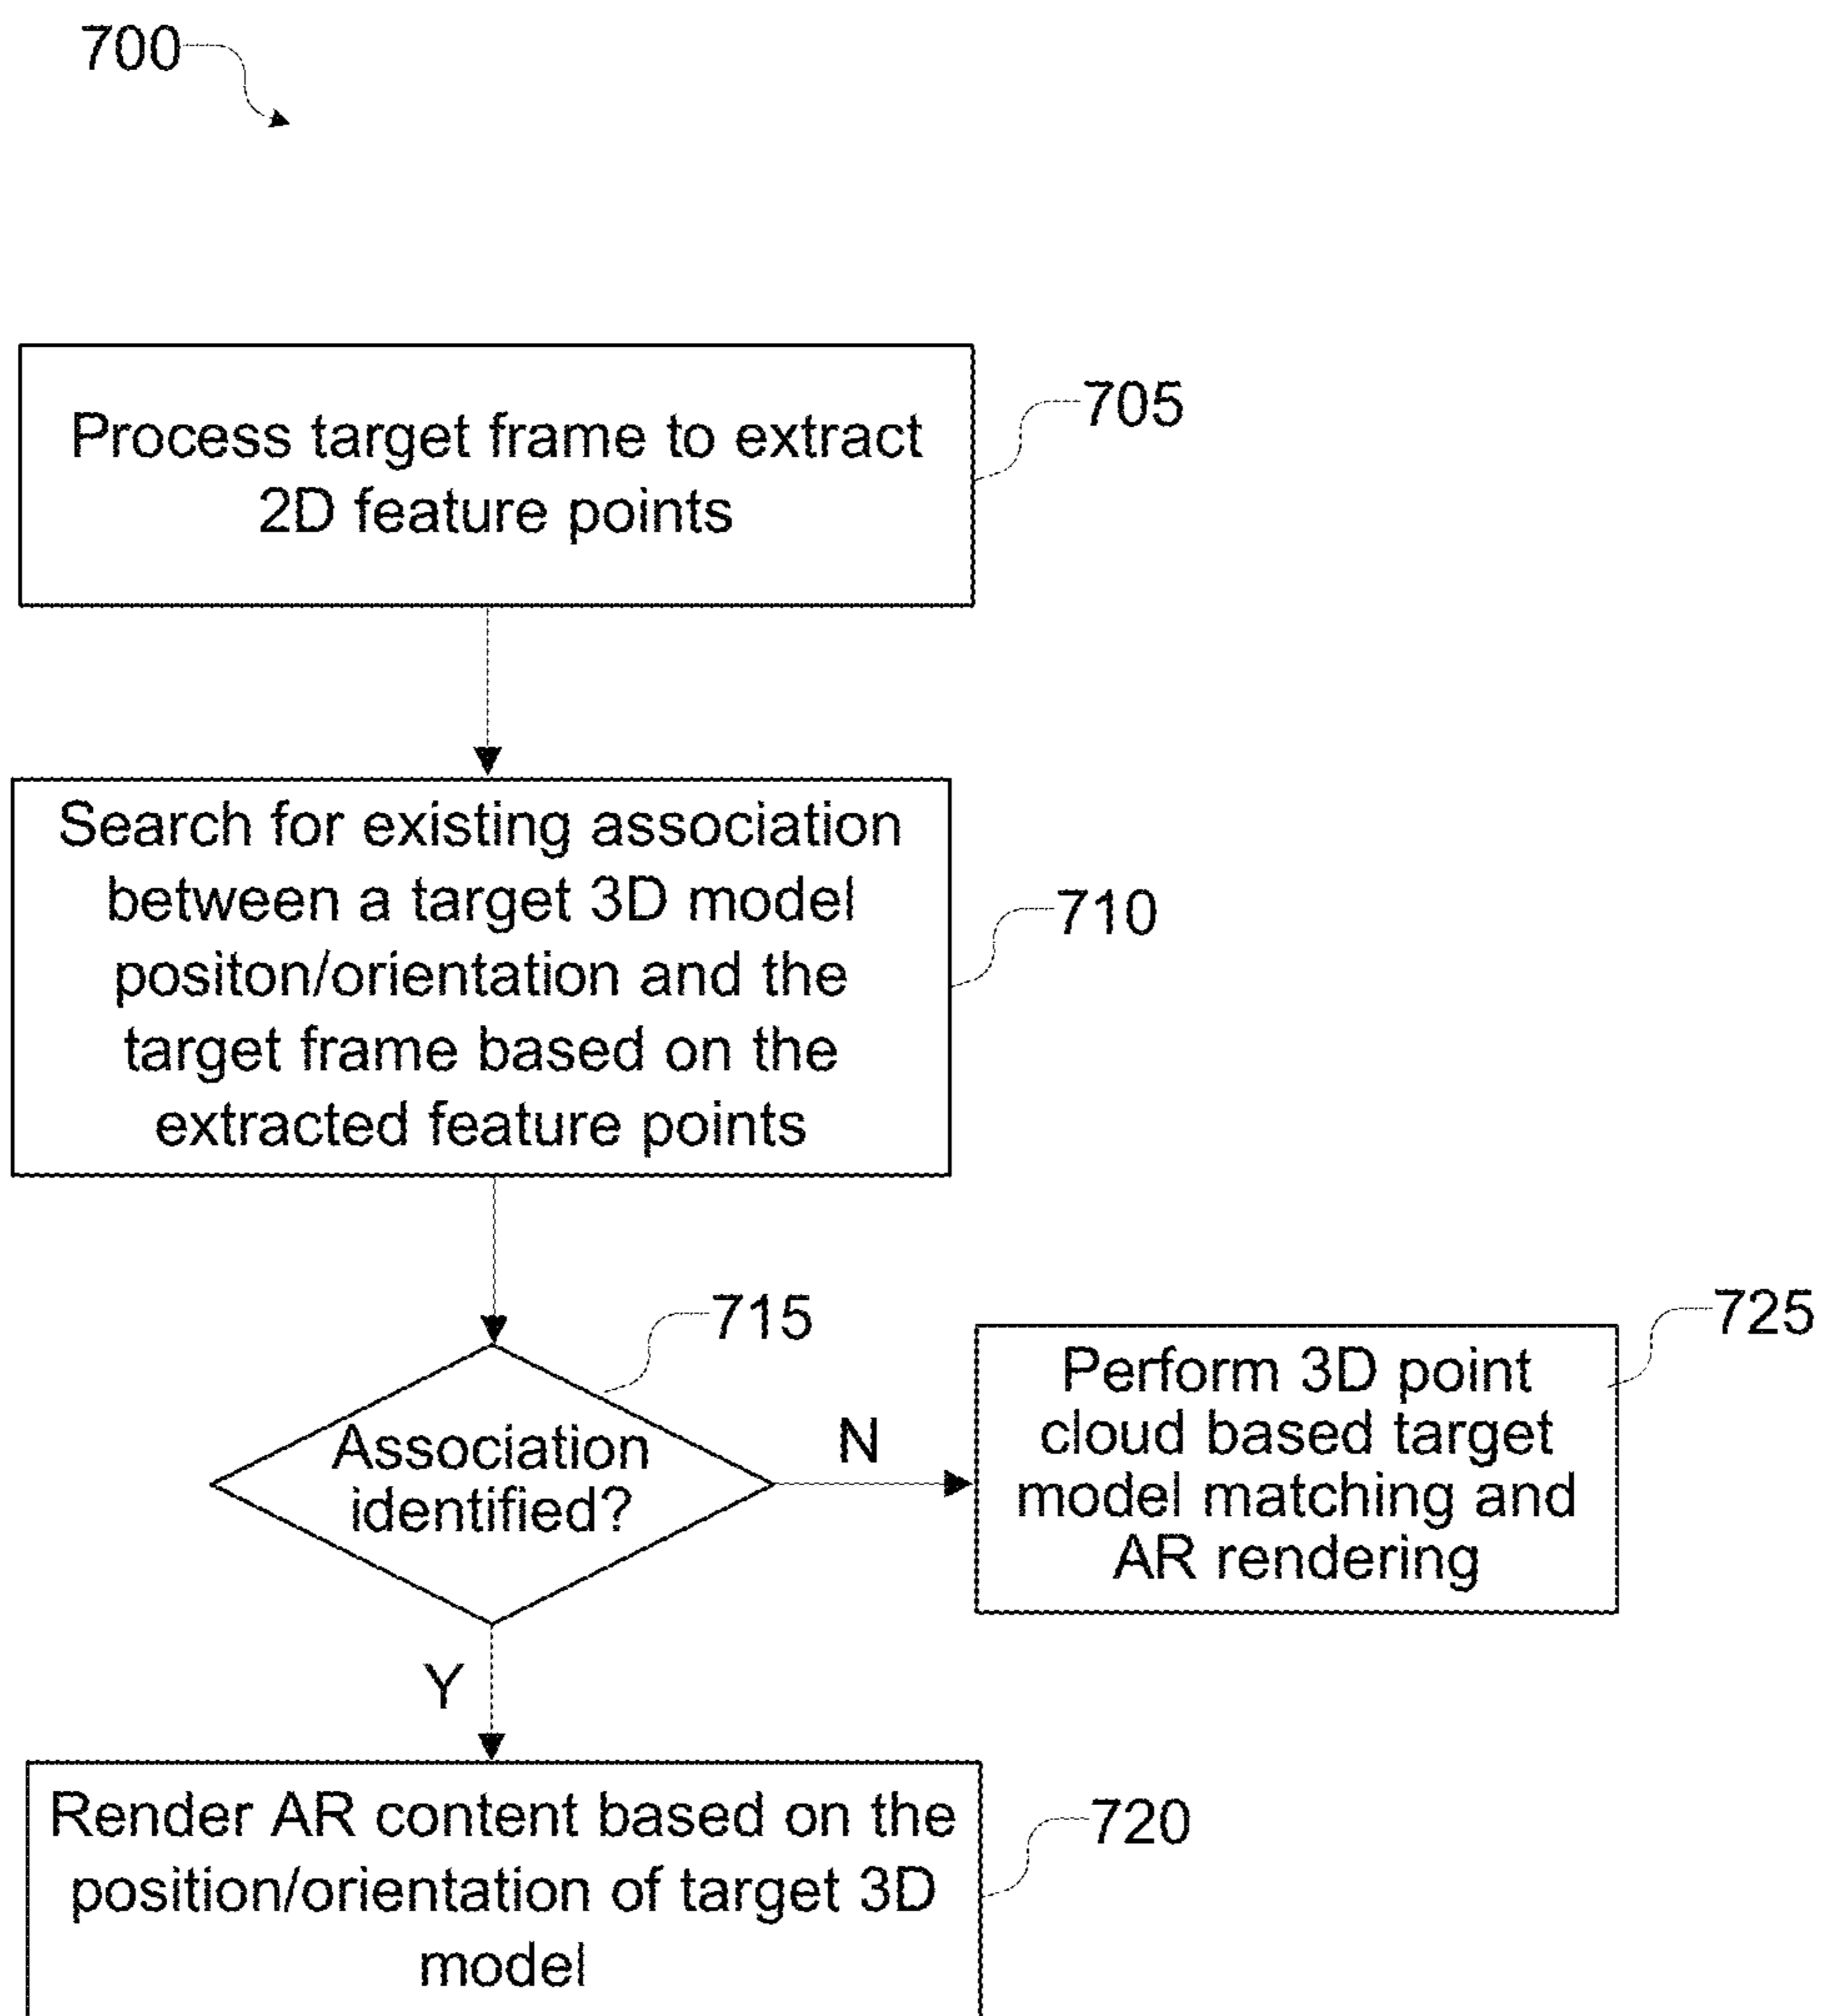 700
Process target frame to extract
2D feature points
705
Search for existing association
between a target 3D model
positon/orientation and the
target frame based on the
extracted feature points
710
Association
identified?
715
N
Perform 3D point
cloud based target
model matching and
AR rendering
725
Y
Render AR content based on the
position/orientation of target 3D
model
720